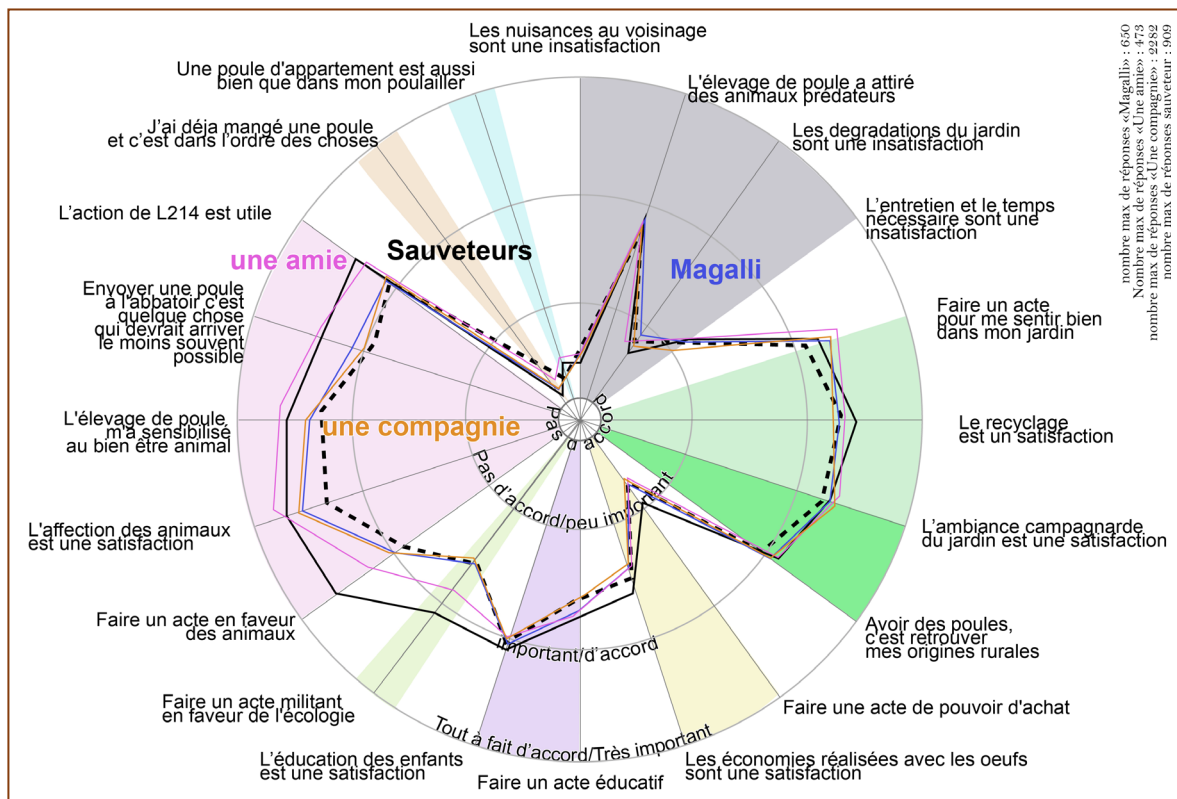 Les nuisances au voisinage
sont une insatisfaction
Une poule d'appartement est aussi
bien que dans mon poulailler
J'ai déja mangé une poule
et c'est dans l'ordre des choses
L'action de L214 est utile
Envoyer une poule
à l'abbatoir c'est
quelque chose
qui devrait arriver
le moins souvent
possible
L'élevage de poule
m'a sensibilisé
au bien être animal
L'affection des animaux
est une satisfaction
Faire un acte en faveur
des animaux
Faire un acte militant
en faveur de l'écologie
L'éducation des enfants
est une satisfaction
Faire un acte éducatif
Les économies réalisées avec les oeufs
sont une satisfaction
Faire une acte de pouvoir d'achat
Avoir des poules,
c'est retrouver
mes origines rurales
L'ambiance campagnarde
du jardin est une satisfaction
Le recyclage
est un satisfaction
Faire un acte
pour me sentir bien
dans mon jardin
L'entretien et le temps
nécessaire sont une
insatisfaction
Les degradations du jardin
sont une insatisfaction
L'élevage de poule a attiré
des animaux prédateurs
une amie
Sauveteurs
Magalli
une compagnie
Pas d'accord
Pas d'accord/peu important
Important/d'accord
Tout à fait d'accord/Très important
nombre max de réponses «Magalli» : 650
Nombre max de réponses «Une amie» : 473
nombre max de réponses «Une compagnie» : 2282
nombre max de réponses sauveteur : 909